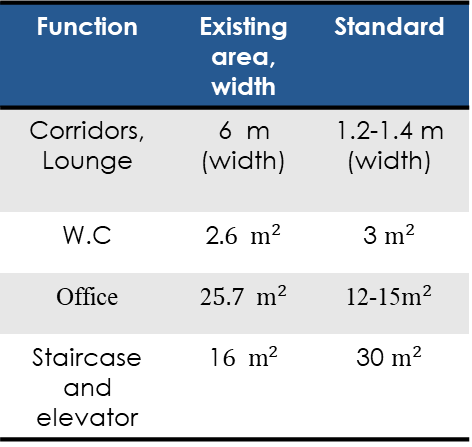 Function Existing area, width Standard
Corridors, Lounge 6 m (width) 1.2-1.4 m (width)
W.C 2.6 m² 3 m²
Office 25.7 m² 12-15m²
Staircase and elevator 16 m² 30 m²